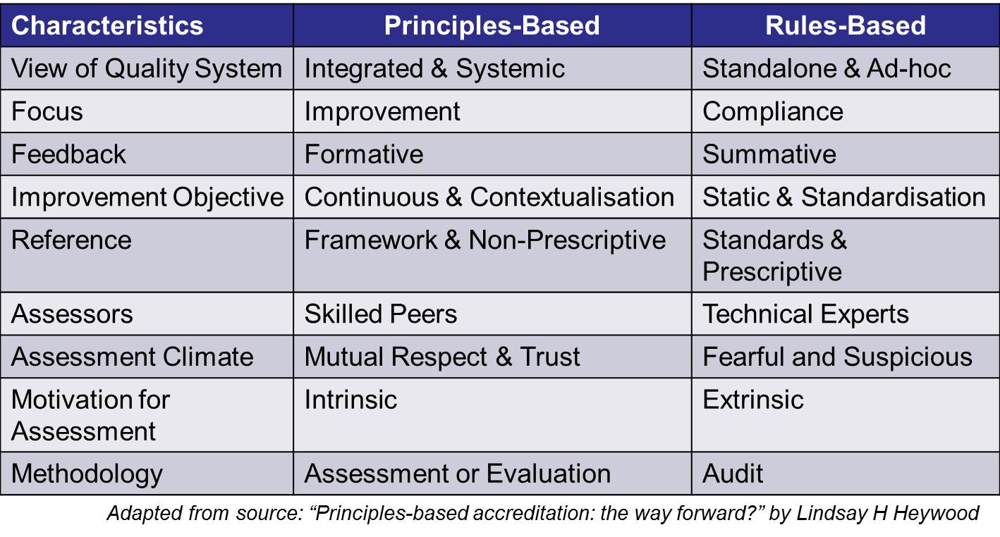 Characteristics Principles-Based Rules-Based
View of Quality System Integrated & Systemic Standalone & Ad-hoc
Focus Improvement Compliance
Feedback Formative Summative
Improvement Objective Continuous & Contextualisation Static & Standardisation
Reference Framework & Non-Prescriptive Standards &
Prescriptive
Assessors Skilled Peers Technical Experts
Assessment Climate Mutual Respect & Trust Fearful and Suspicious
Motivation for Intrinsic Extrinsic
Assessment
Methodology Assessment or Evaluation Audit
Adapted from source: “Principles-based accreditation: the way forward?” by Lindsay H Heywood